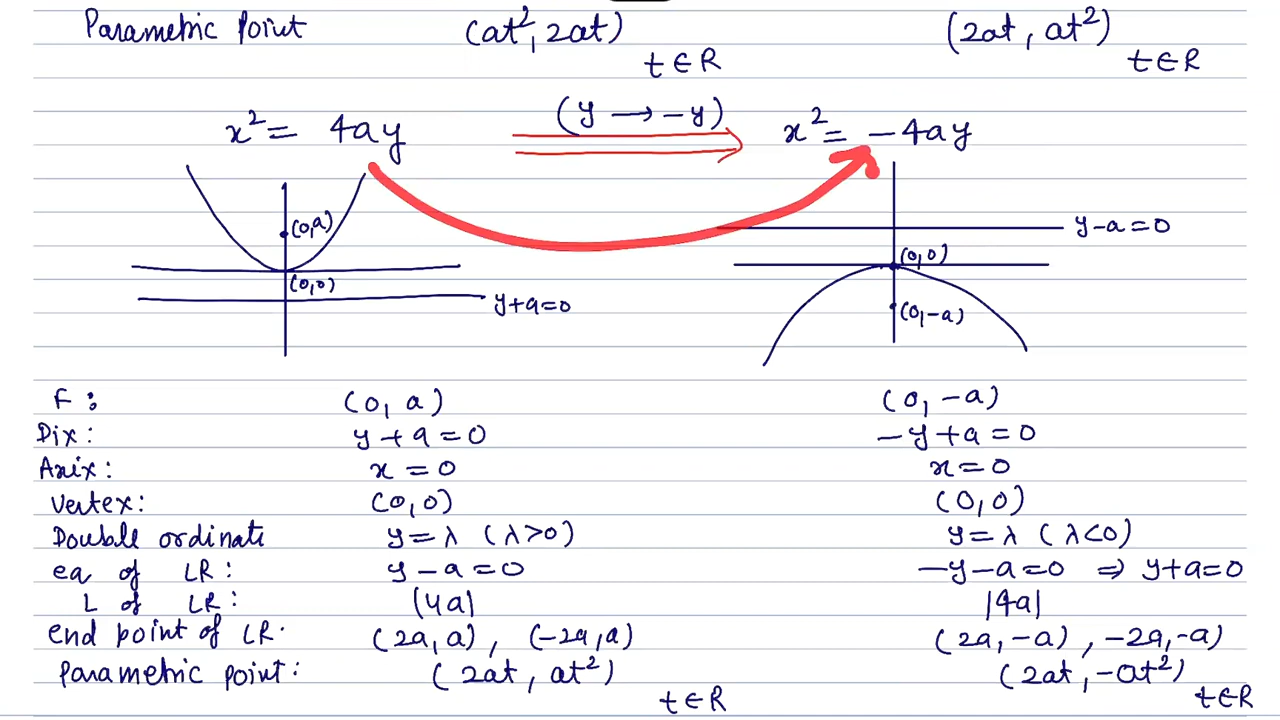 Parametric Point (at², 2at) (2at, at²)
t∈R t∈R
x² = 4ay (y → -y) x² = -4ay
(0,a) y-a=0
(0,0) (0,0)
y+a=0 (0,-a)
F: (0, a) (0, -a)
Dix: y+a=0 -y+a=0
Axix: x=0 x=0
Vertex: (0,0) (0,0)
Double ordinate y=λ (λ>0) y=λ (λ<0)
eq of LR: y-a=0 -y-a=0 ⇒ y+a=0
L of LR: |4a| |4a|
end point of LR. (2a, a), (-2a, a) (2a, -a), -2a, -a)
Parametric point: (2at, at²) (2at, -at²)
t∈R t∈R